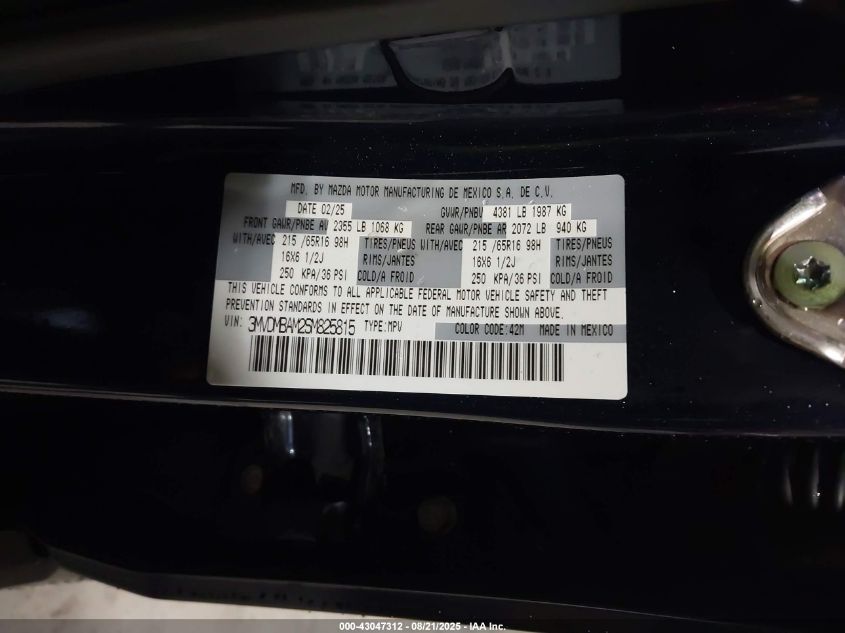 MFD. BY MAZDA MOTOR MANUFACTURING DE MEXICO S.A. DE C.V.
DATE 02/25 GVWR/PNBV 4381 LB 1987 KG
FRONT GAWR/PNBE AV 2355 LB 1068 KG REAR GAWR/PNBE AR 2072 LB 940 KG
WITH/AVEC 215 /65R16 98H TIRES/PNEUS WITH/AVEC 215 /65R16 98H TIRES/PNEUS
16X6 1/2J RIMS/JANTES 16X6 1/2J RIMS/JANTES
250 KPA/36 PSI COLD/A FROID 250 KPA/36 PSI COLD/A FROID
THIS VEHICLE CONFORMS TO ALL APPLICABLE FEDERAL MOTOR VEHICLE SAFETY AND THEFT
PREVENTION STANDARDS IN EFFECT ON THE DATE OF MANUFACTURE SHOWN ABOVE.
VIN: 3MVDMBAM2SM825815 TYPE:MPV COLOR CODE:42M MADE IN MEXICO
000-43047312 - 08/21/2025 - IAA Inc.